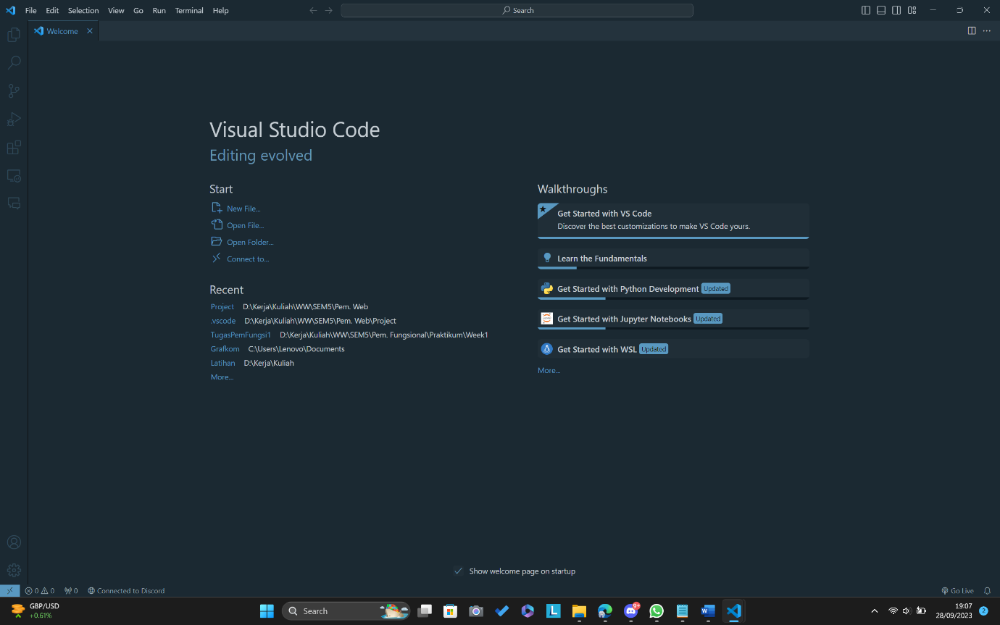 File Edit Selection View Go Run Terminal Help
Search
Welcome
Visual Studio Code
Editing evolved
Start
New File...
Open File...
Open Folder...
Connect to...
Recent
Project D:\Kerja\Kuliah\WW\SEM5\Pem. Web
.vscode D:\Kerja\Kuliah\WW\SEM5\Pem. Web\Project
TugasPemFungsi1 D:\Kerja\Kuliah\WW\SEM5\Pem. Fungsional\Praktikum\Week1
Grafkom C:\Users\Lenovo\Documents
Latihan D:\Kerja\Kuliah
More...
Walkthroughs
Get Started with VS Code
Discover the best customizations to make VS Code yours.
Learn the Fundamentals
Get Started with Python Development Updated
Get Started with Jupyter Notebooks Updated
Get Started with WSL Updated
More...
Show welcome page on startup
0 0 0 Connected to Discord
Go Live
GBP/USD
+0.61%
Search
L
9+
19:07
28/09/2023
2